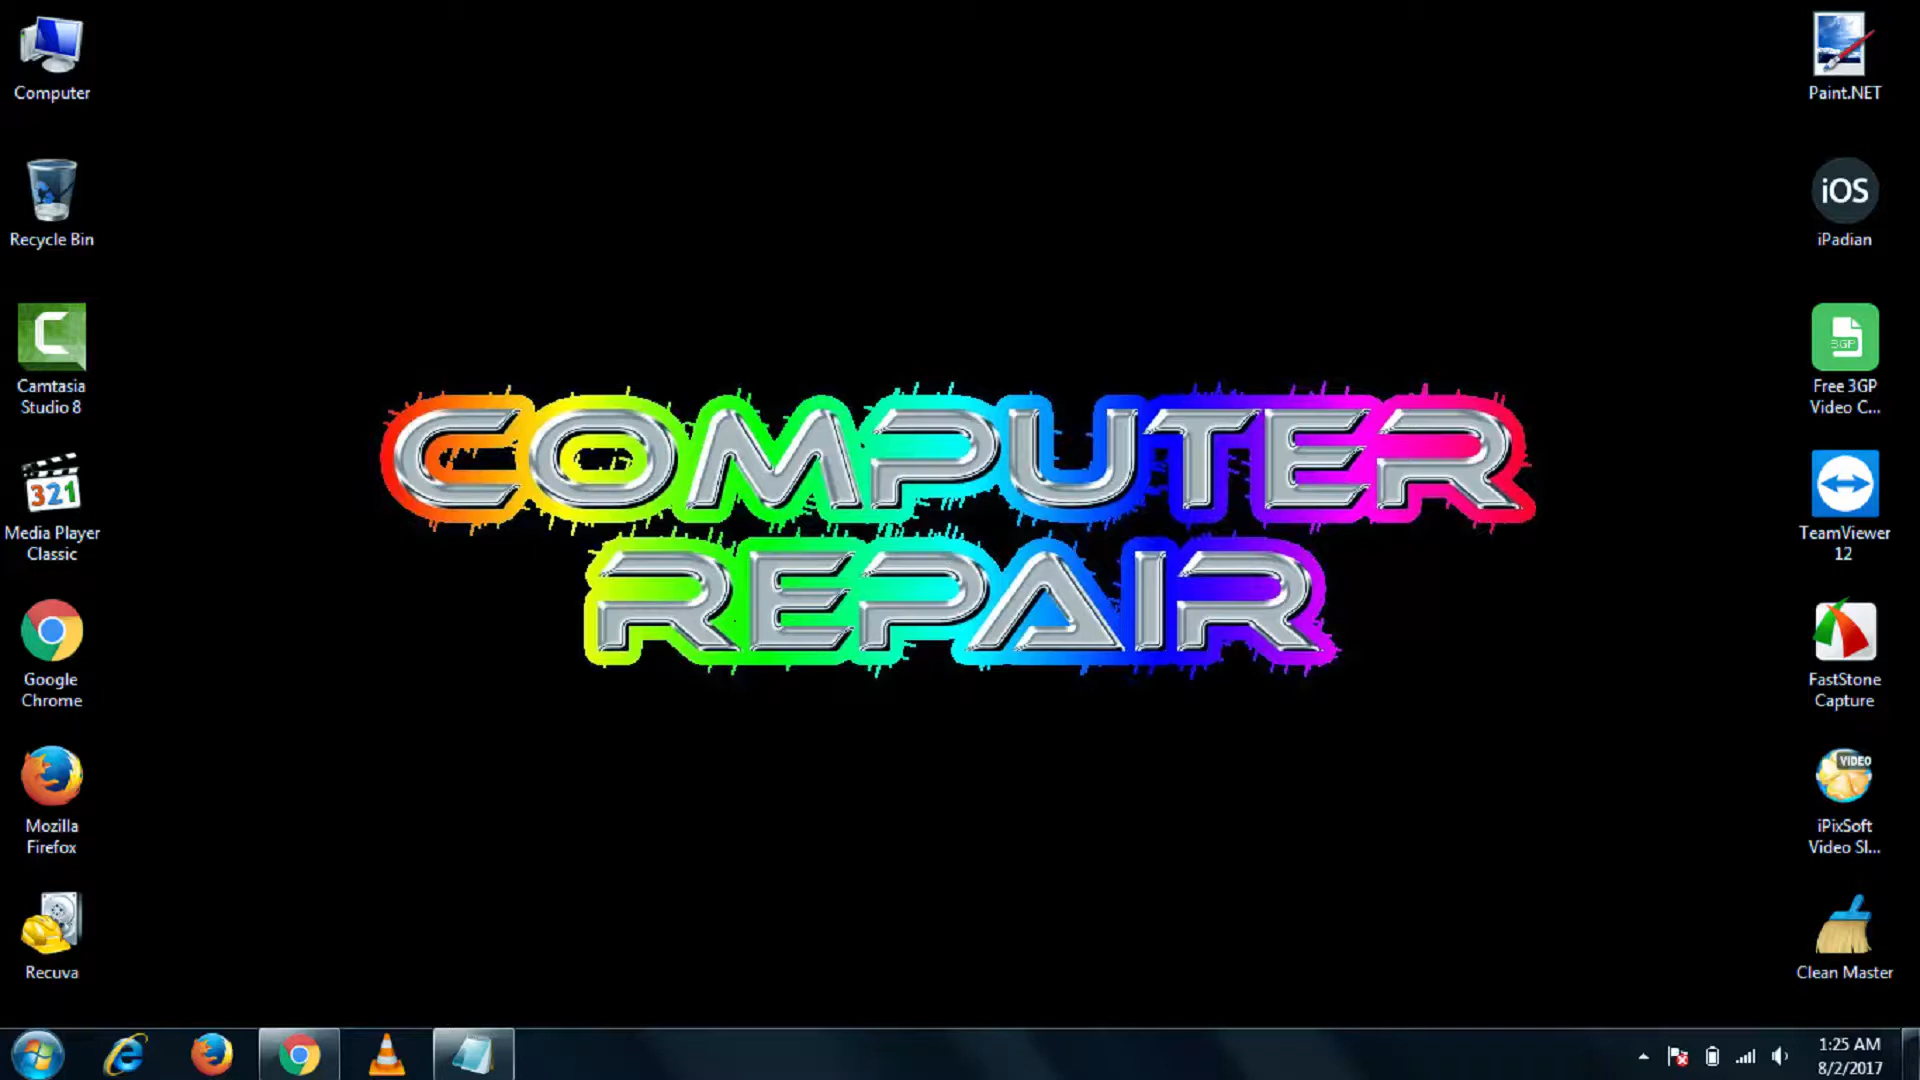 Computer
Recycle Bin
Camtasia
Studio 8
321
Media Player
Classic
Google
Chrome
Mozilla
Firefox
Recuva
COMPUTER
REPAIR
Paint.NET
iOS
iPadian
3GP
Free 3GP
Video C...
TeamViewer
12
FastStone
Capture
VIDEO
iPixSoft
Video Sl...
Clean Master
1:25 AM
8/2/2017